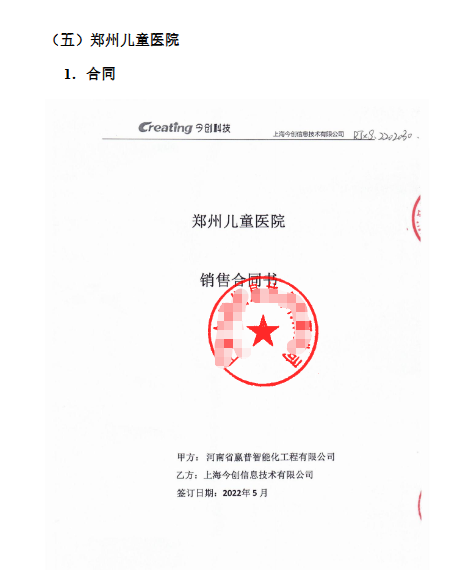 （五）郑州儿童医院
1．合同
Creating 今创科技
上海今创信息技术有限公司
郑州儿童医院
销售合同书
甲方： 河南省赢普智能化工程有限公司
乙方：上海今创信息技术有限公司
签订日期：2022年 5 月